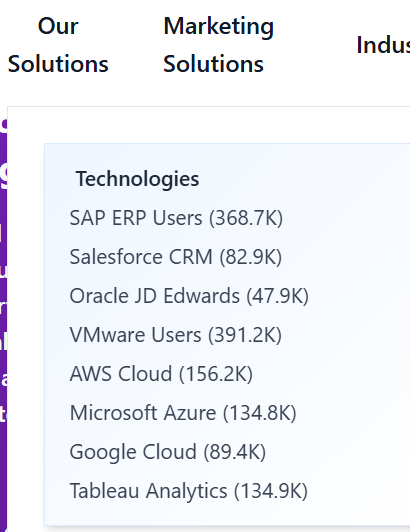 Our
Solutions
Marketing
Solutions
Technologies
SAP ERP Users (368.7K)
Salesforce CRM (82.9K)
Oracle JD Edwards (47.9K)
VMware Users (391.2K)
AWS Cloud (156.2K)
Microsoft Azure (134.8K)
Google Cloud (89.4K)
Tableau Analytics (134.9K)